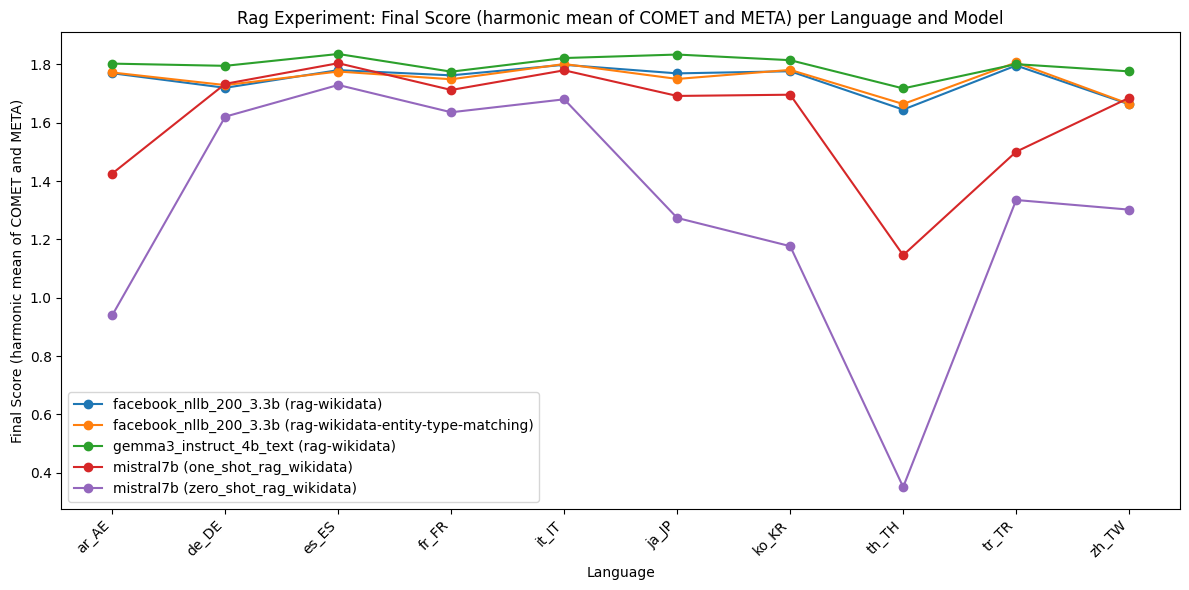 Rag Experiment: Final Score (harmonic mean of COMET and META) per Language and Model
Final Score (harmonic mean of COMET and META)
1.8
1.6
1.4
1.2
1.0
0.8
0.6
0.4
facebook_nllb_200_3.3b (rag-wikidata)
facebook_nllb_200_3.3b (rag-wikidata-entity-type-matching)
gemma3_instruct_4b_text (rag-wikidata)
mistral7b (one_shot_rag_wikidata)
mistral7b (zero_shot_rag_wikidata)
ar_AE
de_DE
es_ES
fr_FR
it_IT
ja_JP
ko_KR
th_TH
tr_TR
zh_TW
Language